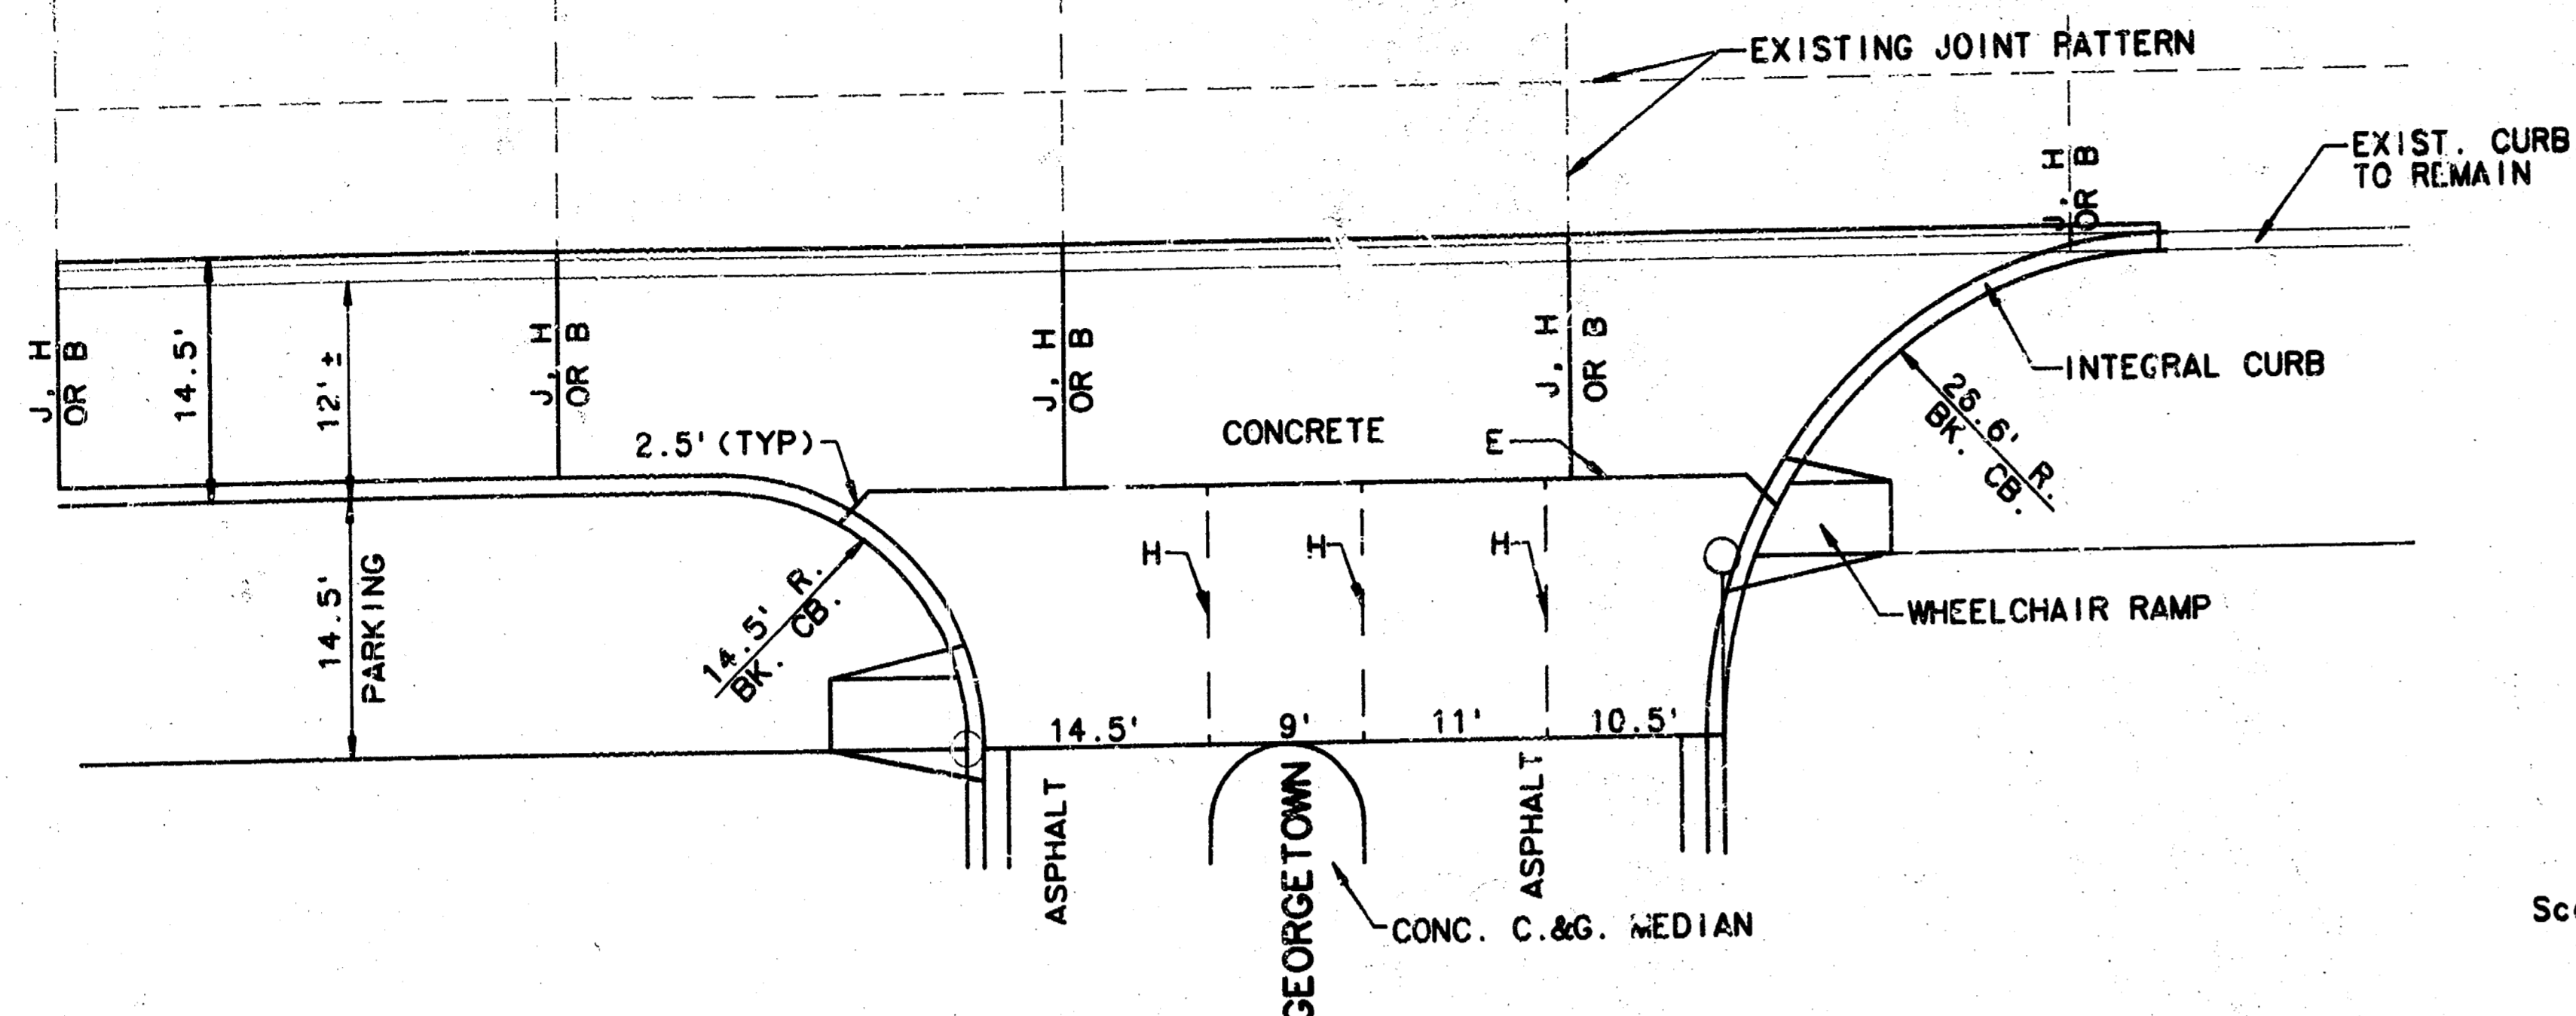 EXISTING JOINT PATTERN
EXIST. CURB
TO REMAIN
J, H
OR B
J, H
OR B
14.5'
12'±
J, H
OR B
J, H
OR B
J, H
OR B
INTEGRAL CURB
2.5' (TYP)
CONCRETE
E
R.
BK. CB.
H
H
H
14.5'
PARKING
14.5' R.
BK. CB.
WHEELCHAIR RAMP
14.5'
9'
11'
10.5'
ASPHALT
GEORGETOWN
ASPHALT
CONC. C.&G. MEDIAN